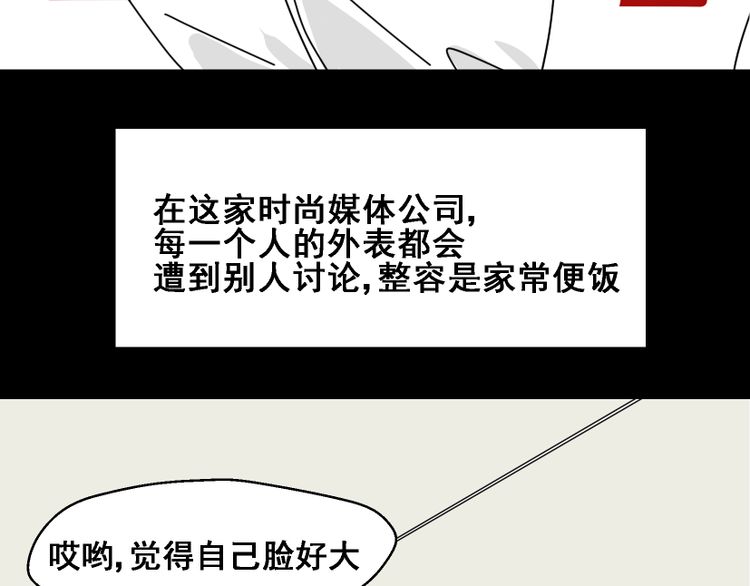 在这家时尚媒体公司,
每一个人的外表都会
遭到别人讨论,整容是家常便饭
哎哟,觉得自己脸好大